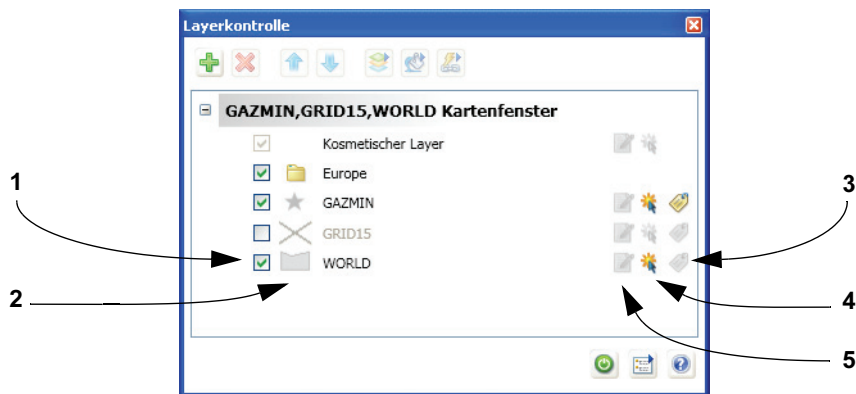 Layerkontrolle
GAZMIN,GRID15,WORLD Kartenfenster
Kosmetischer Layer
Europe
1
3
GAZMIN
GRID15
WORLD
2
4
5